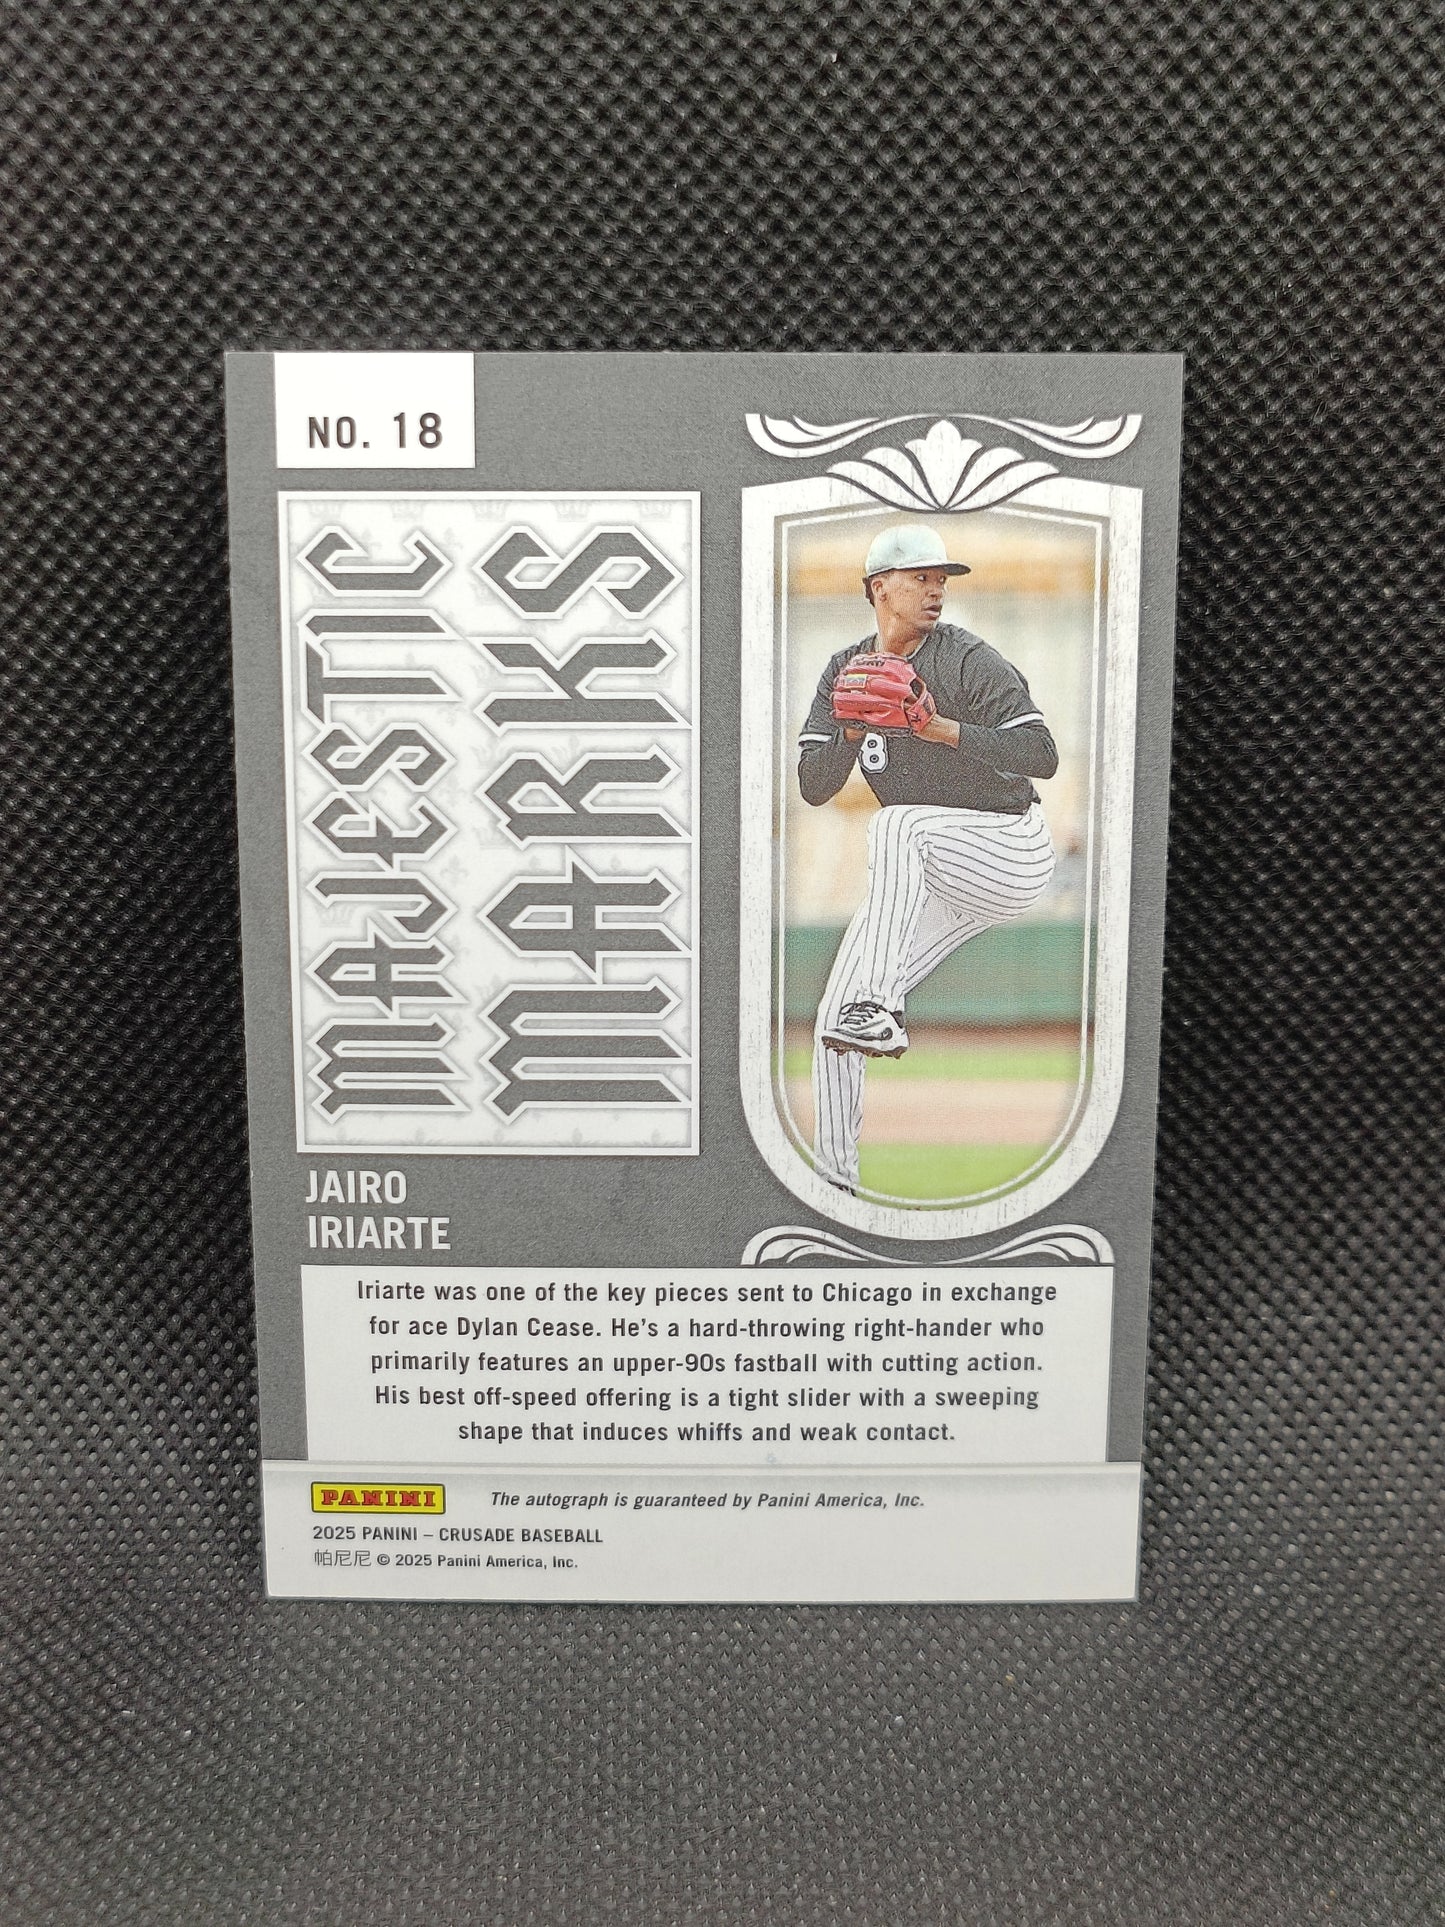 NO. 18
MAJESTIC
MARKS
JAIRO
IRIARTE
Iriarte was one of the key pieces sent to Chicago in exchange
for ace Dylan Cease. He's a hard-throwing right-hander who
primarily features an upper-90s fastball with cutting action.
His best off-speed offering is a tight slider with a sweeping
shape that induces whiffs and weak contact.
PANINI
The autograph is guaranteed by Panini America, Inc.
2025 PANINI – CRUSADE BASEBALL
帕尼尼 © 2025 Panini America, Inc.